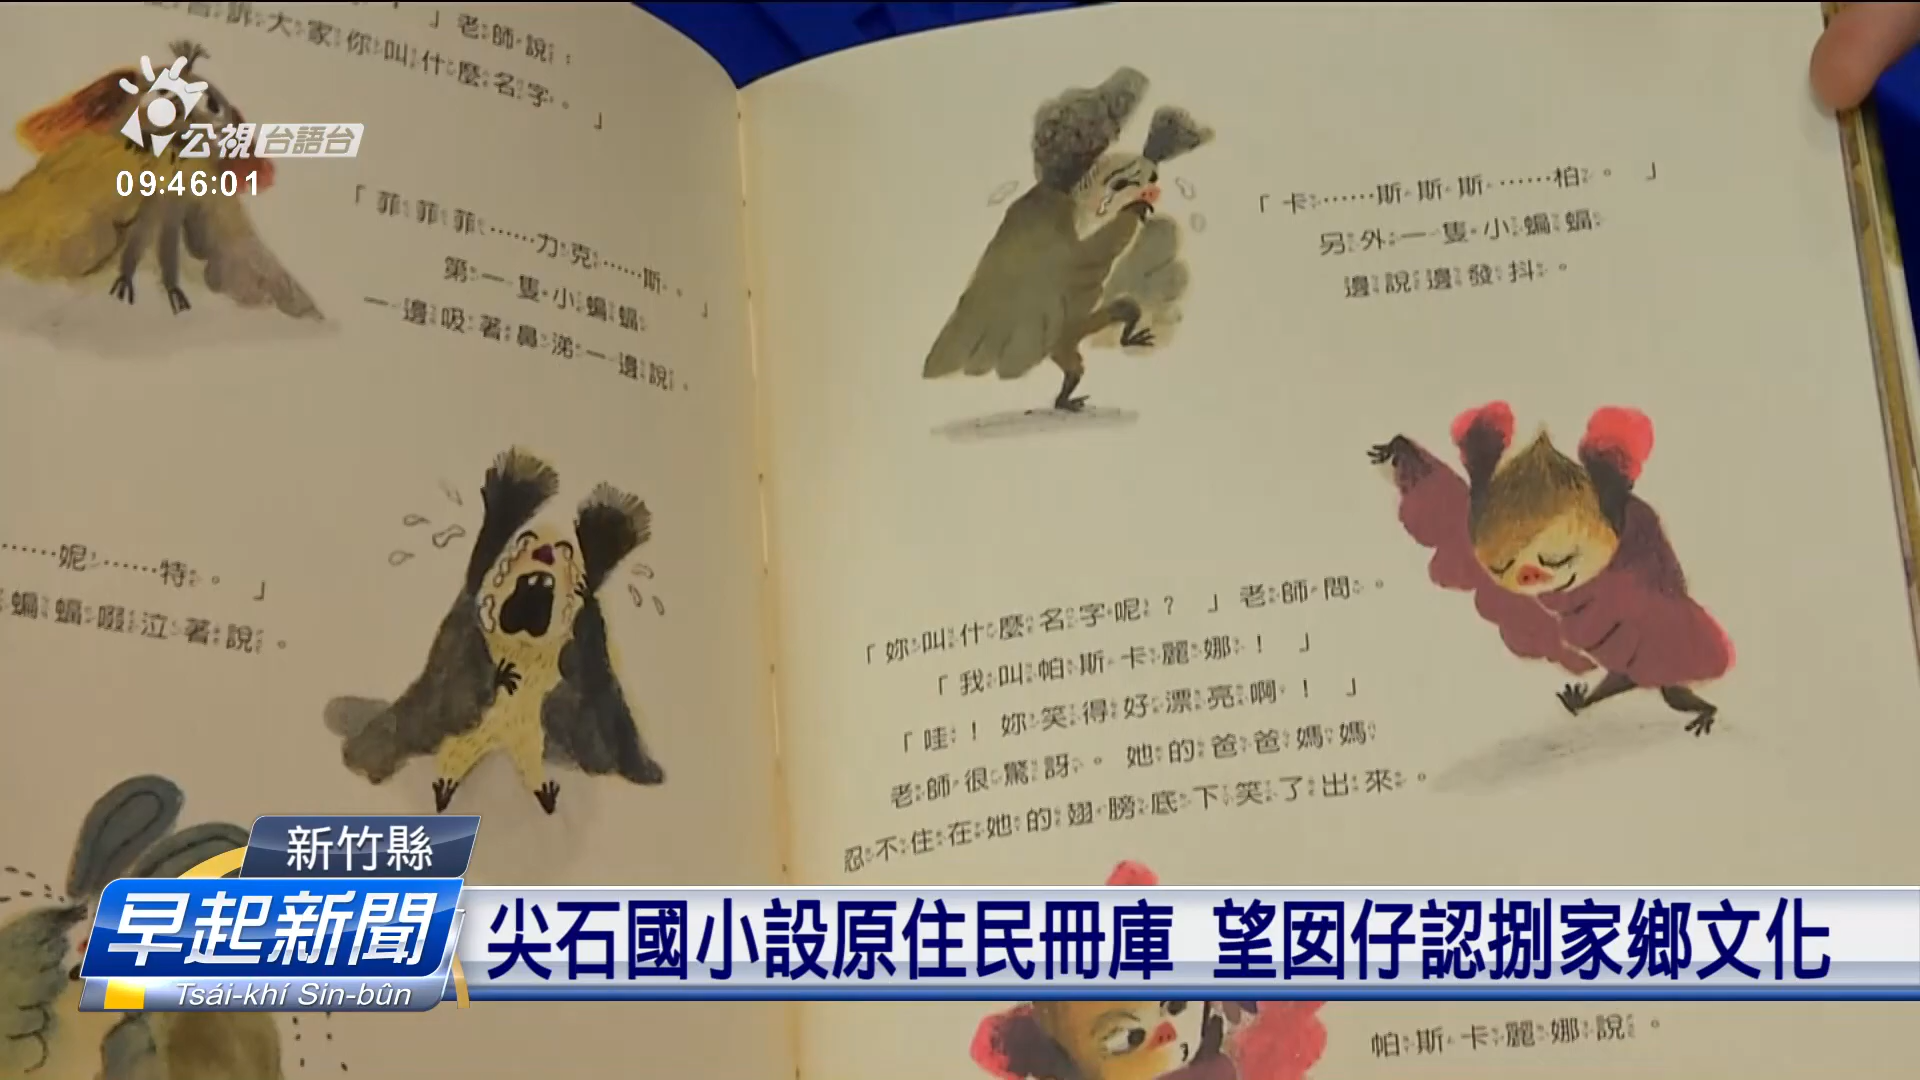 訴大家你叫什麼名字。」
老師說：
公視台語台
09:46:01
「菲菲菲……力克……斯。」
第一隻小蝙蝠
一邊吸著鼻涕一邊說。
……妮……特。」
蝙蝠啜泣著說。
「卡……斯斯斯……柏。」
另外一隻小蝙蝠
邊說邊發抖。
「妳叫什麼名字呢？」老師問。
「我叫帕斯卡麗娜！」
「哇！妳笑得好漂亮啊！」
老師很驚訝。她的爸爸媽媽
忍不住在她的翅膀底下笑了出來。
帕斯卡麗娜說。
新竹縣
早起新聞
Tsái-khí Sin-bûn
尖石國小設原住民冊庫 望囡仔認捌家鄉文化